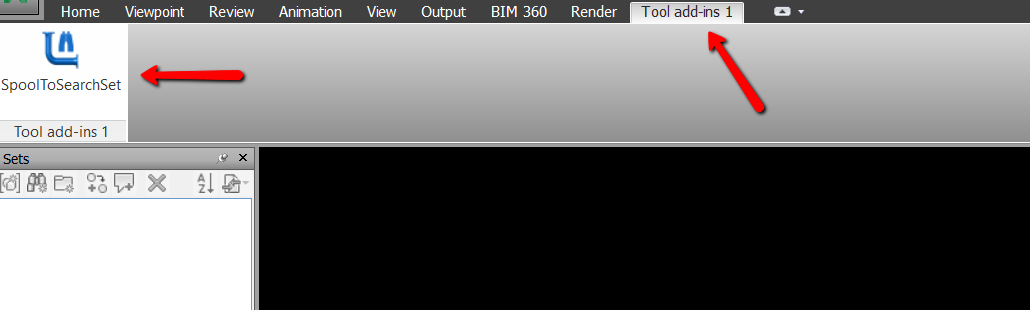 Home Viewpoint Review Animation View Output BIM 360 Render Tool add-ins 1
SpoolToSearchSet
Tool add-ins 1
Sets
A
Z